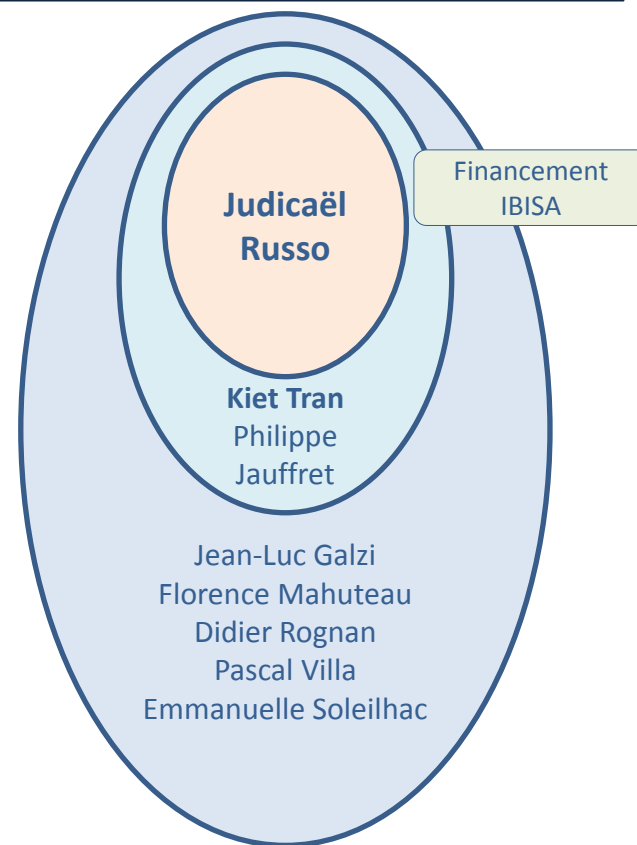 Financement
IBISA
Judicaël
Russo
Kiet Tran
Philippe
Jauffret
Jean-Luc Galzi
Florence Mahuteau
Didier Rognan
Pascal Villa
Emmanuelle Soleilhac